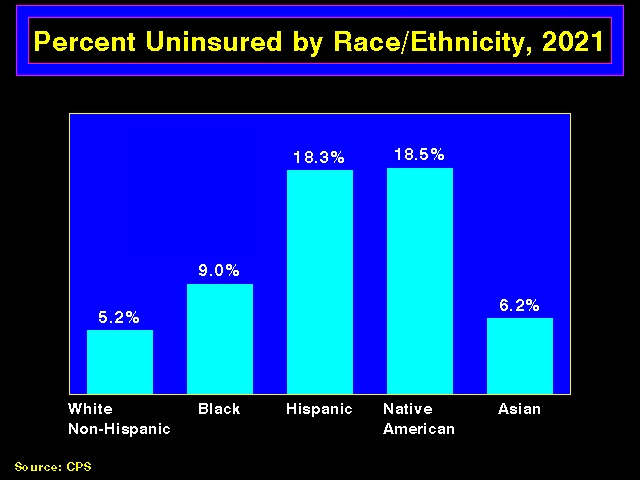 Percent Uninsured by Race/Ethnicity, 2021
18.3%
18.5%
9.0%
6.2%
5.2%
White
Non-Hispanic
Black
Hispanic
Native
American
Asian
Source: CPS